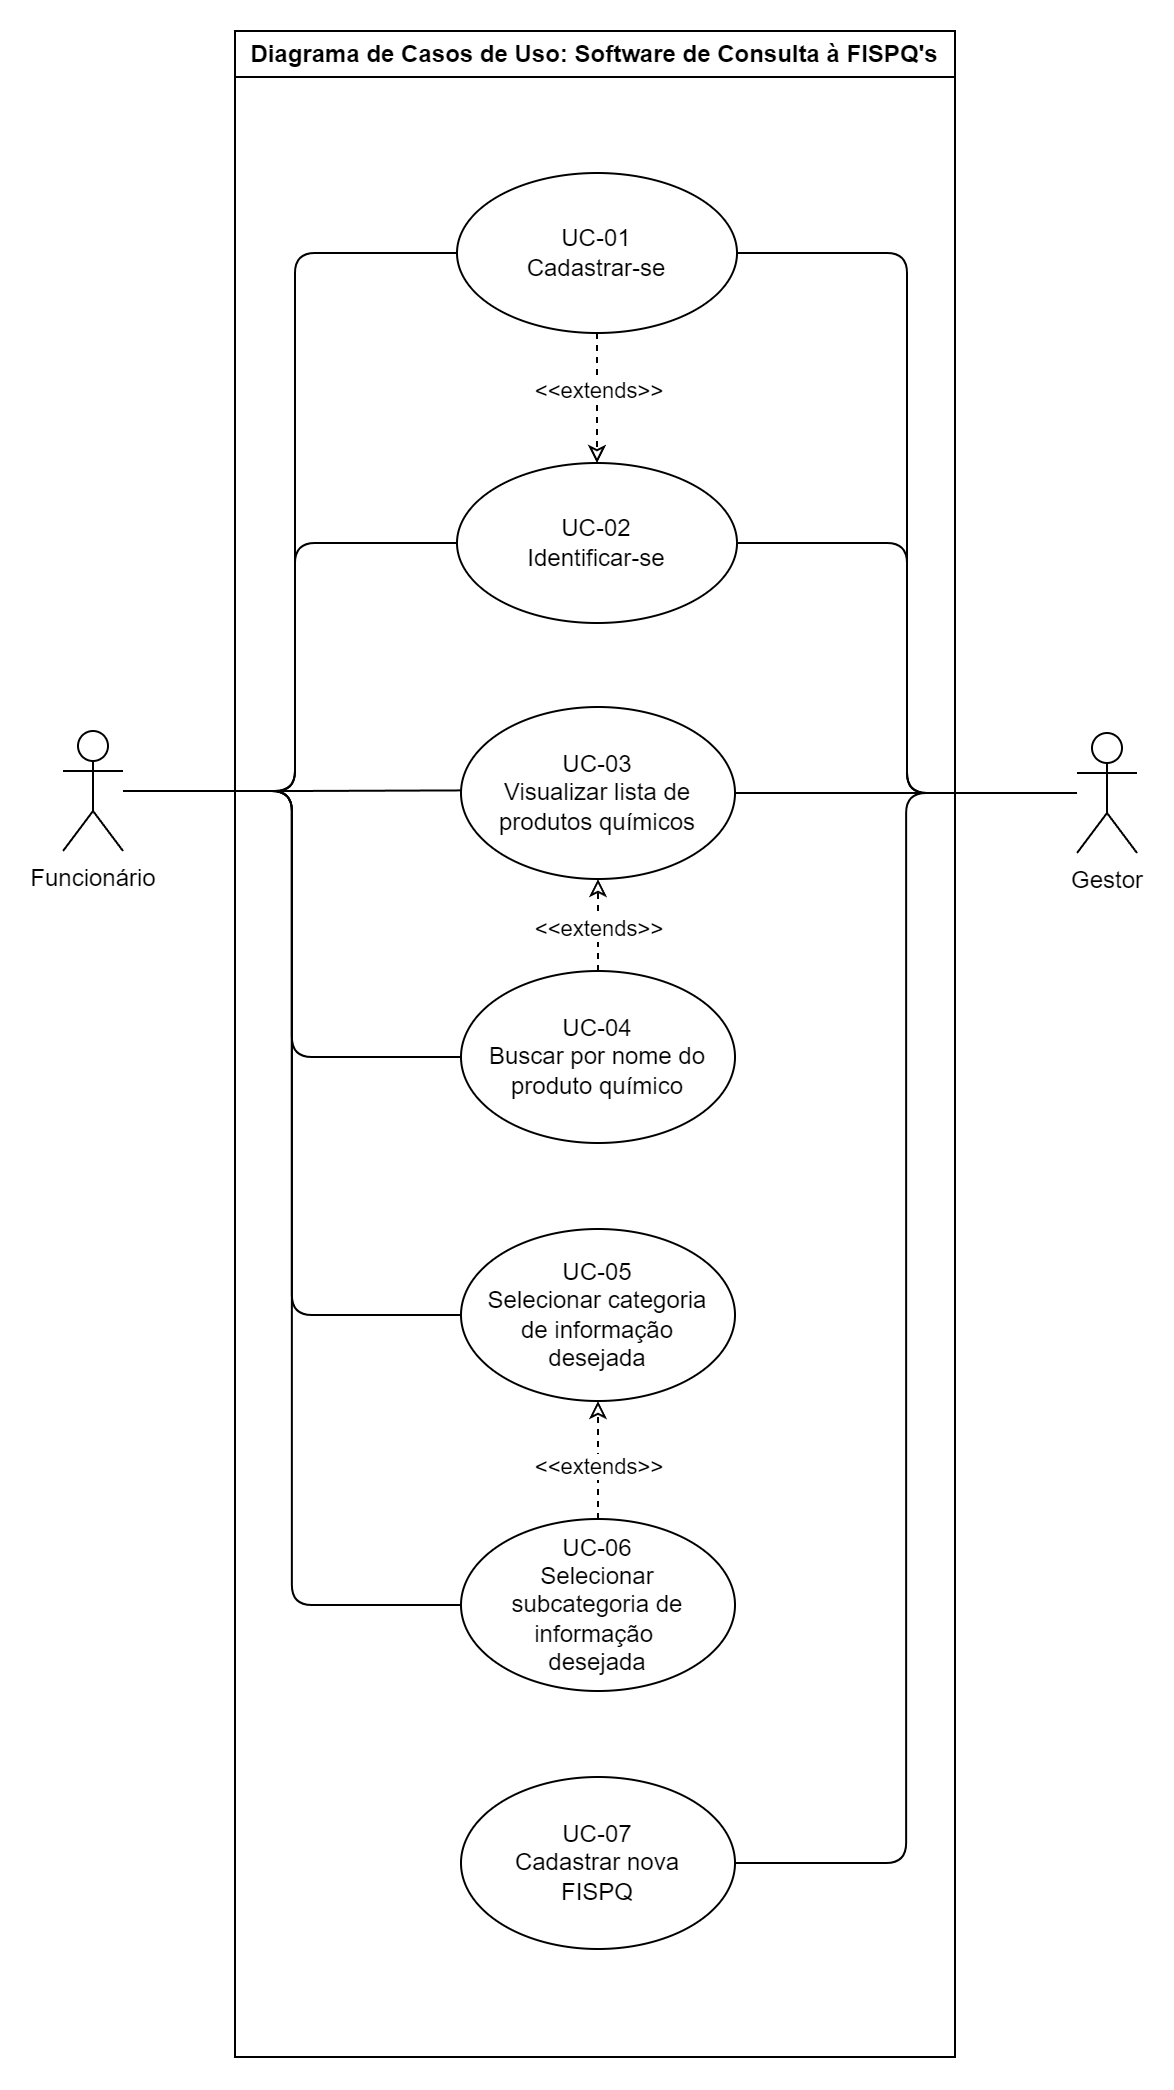 Diagrama de Casos de Uso: Software de Consulta à FISPQ's
UC-01
Cadastrar-se
<<extends>>
UC-02
Identificar-se
Funcionário
UC-03
Visualizar lista de
produtos químicos
Gestor
<<extends>>
UC-04
Buscar por nome do
produto químico
UC-05
Selecionar categoria
de informação
desejada
<<extends>>
UC-06
Selecionar
subcategoria de
informação
desejada
UC-07
Cadastrar nova
FISPQ